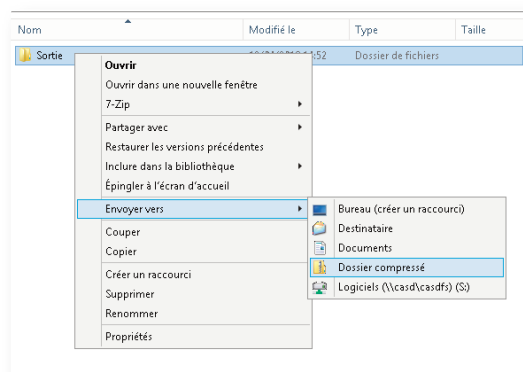 Nom Modifié le Type Taille
Sortie Dossier de fichiers
Ouvrir
Ouvrir dans une nouvelle fenêtre
7-Zip
Partager avec
Restaurer les versions précédentes
Inclure dans la bibliothèque
Épingler à l'écran d'accueil
Envoyer vers
Couper
Copier
Créer un raccourci
Supprimer
Renommer
Propriétés
Bureau (créer un raccourci)
Destinataire
Documents
Dossier compressé
Logiciels (\\casd\casdfs) (S:)